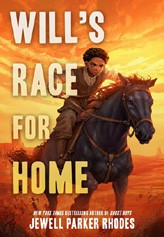 WILL'S
RACE
FOR
HOME
NEW YORK TIMES BESTSELLING AUTHOR OF GHOST BOYS
JEWELL PARKER RHODES